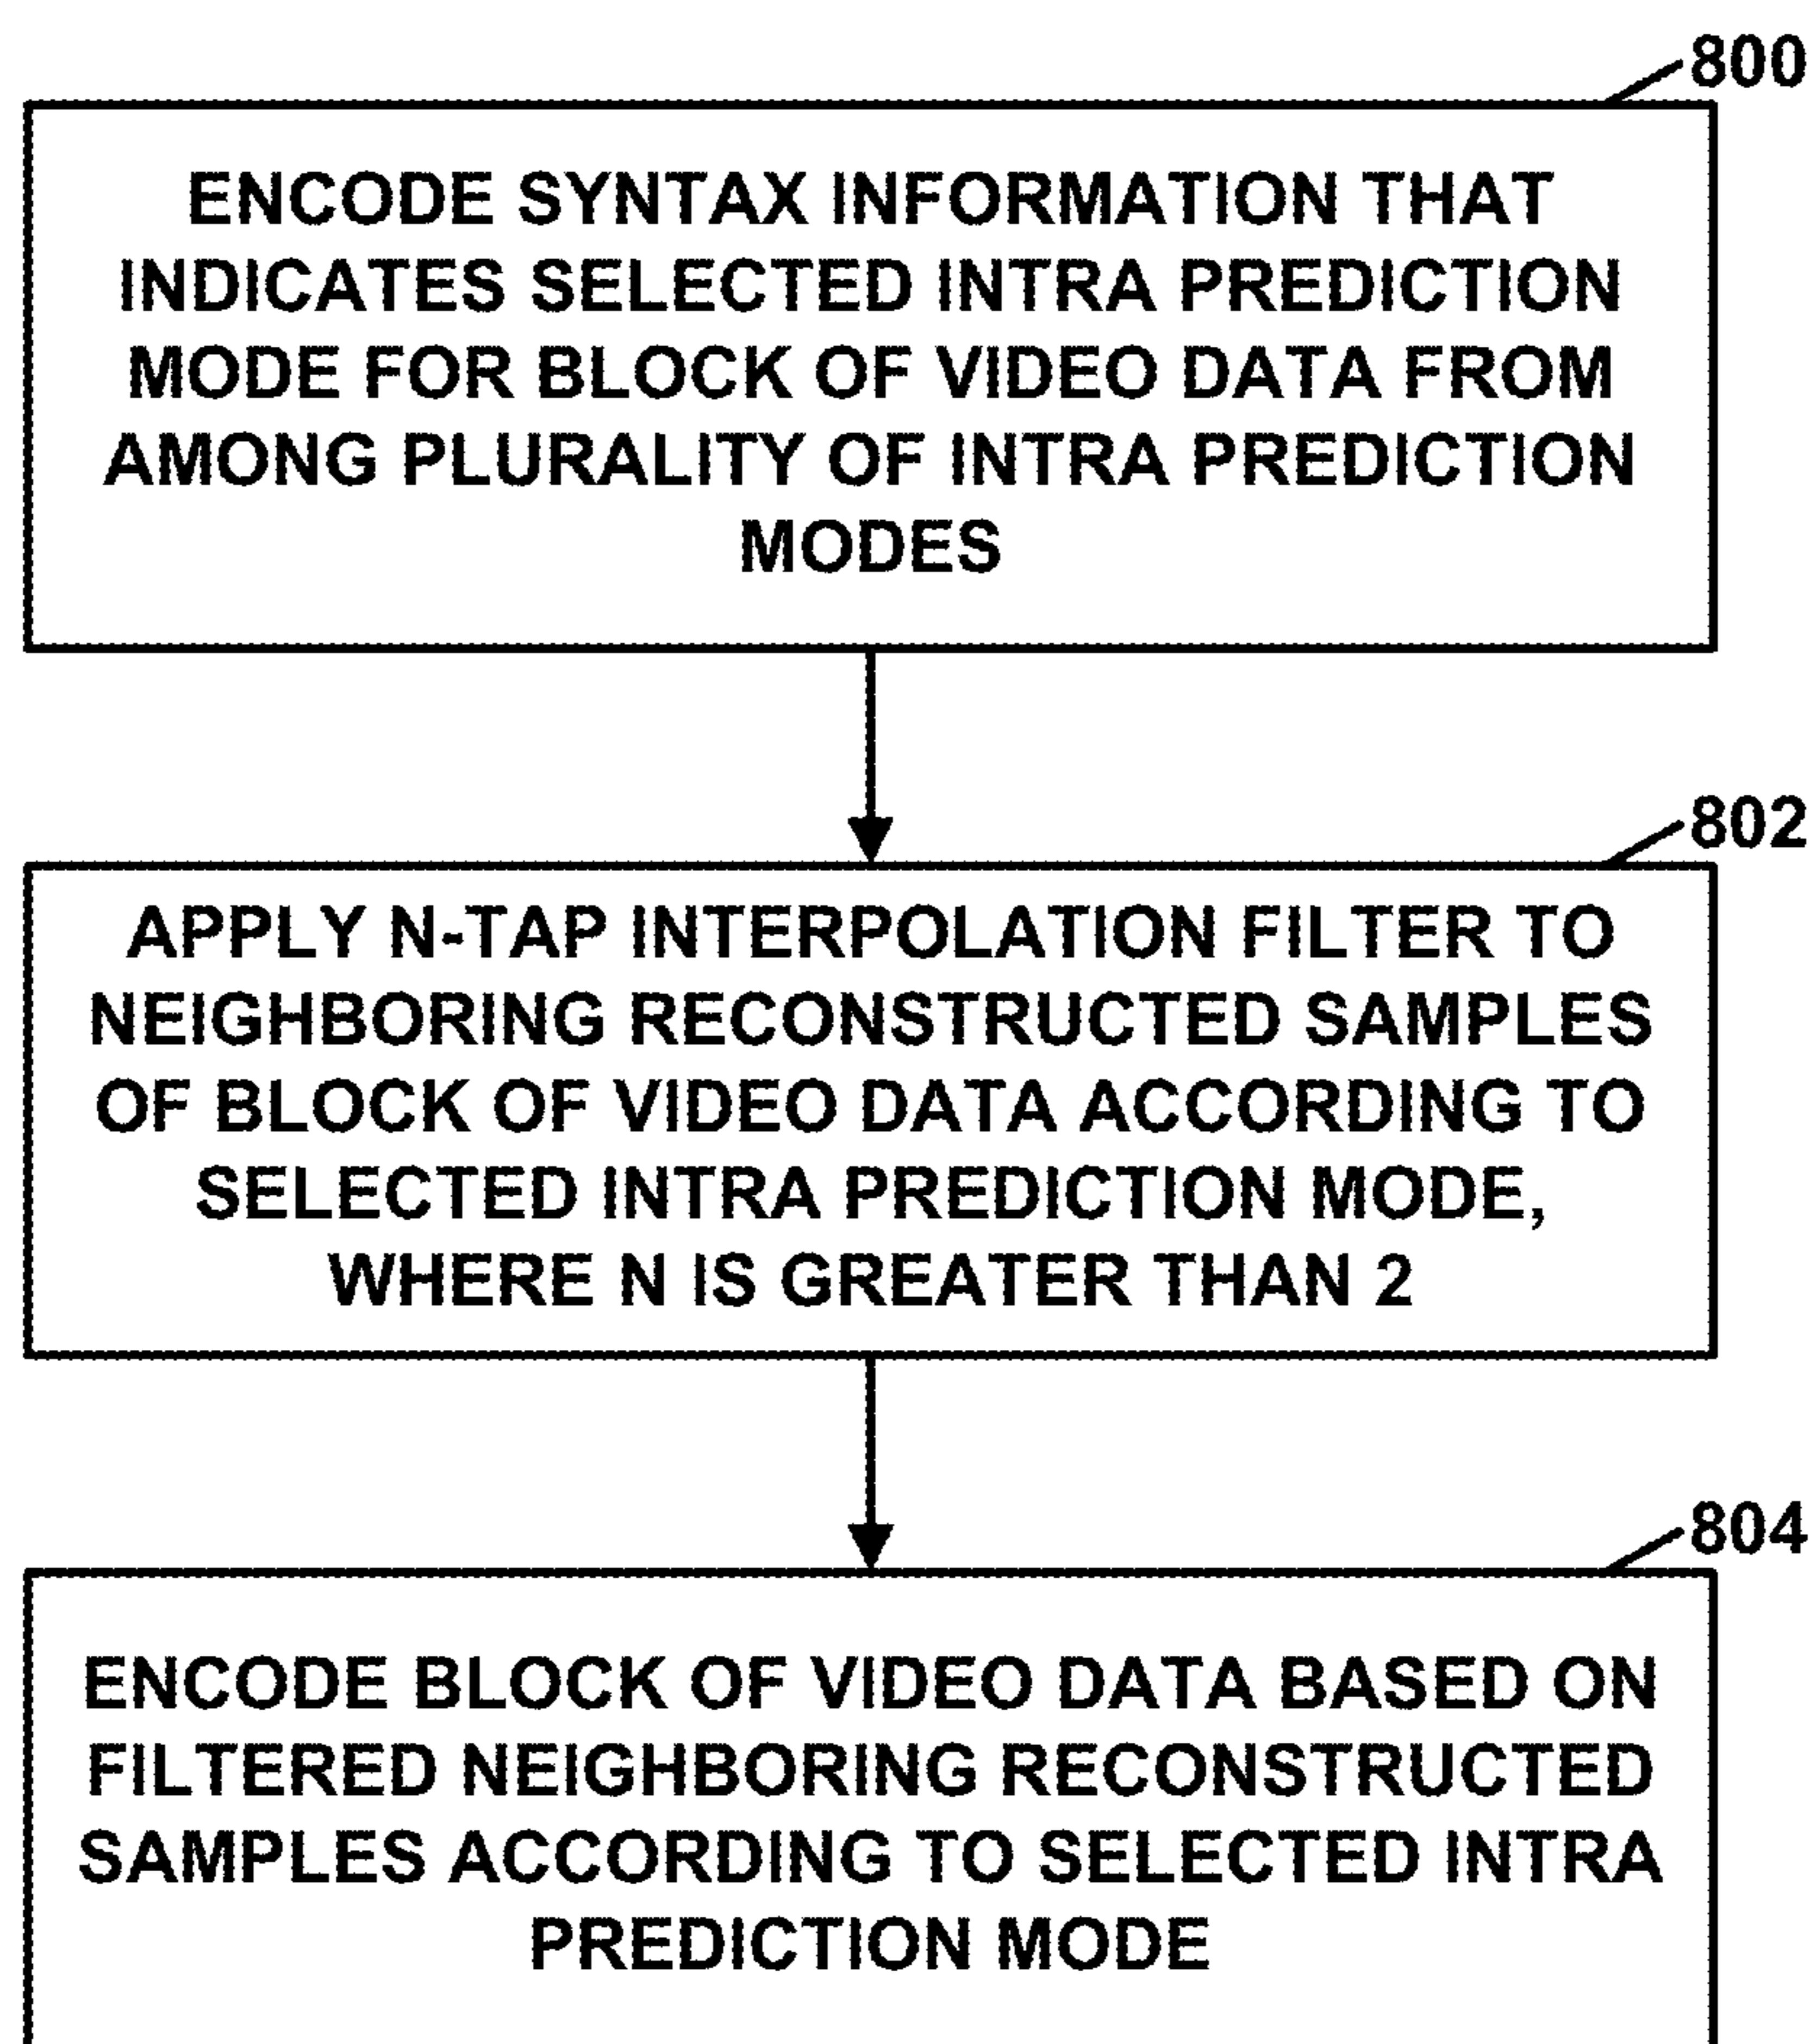 800
ENCODE SYNTAX INFORMATION THAT
INDICATES SELECTED INTRA PREDICTION
MODE FOR BLOCK OF VIDEO DATA FROM
AMONG PLURALITY OF INTRA PREDICTION
MODES
802
APPLY N-TAP INTERPOLATION FILTER TO
NEIGHBORING RECONSTRUCTED SAMPLES
OF BLOCK OF VIDEO DATA ACCORDING TO
SELECTED INTRA PREDICTION MODE,
WHERE N IS GREATER THAN 2
804
ENCODE BLOCK OF VIDEO DATA BASED ON
FILTERED NEIGHBORING RECONSTRUCTED
SAMPLES ACCORDING TO SELECTED INTRA
PREDICTION MODE